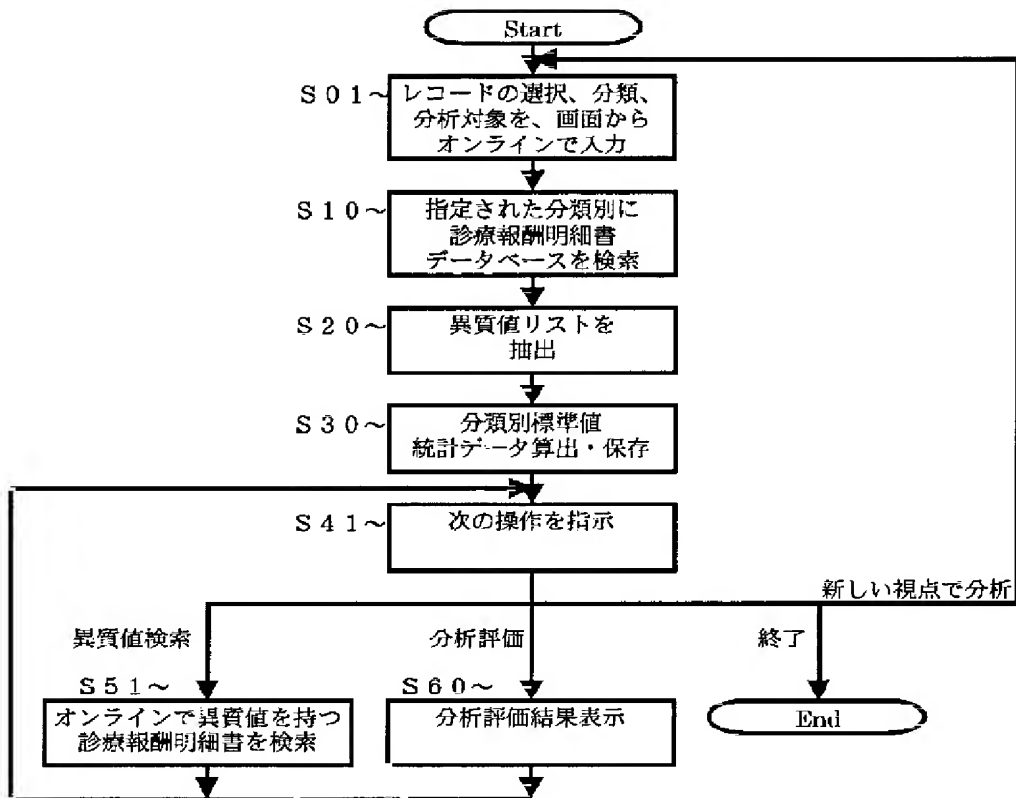 Start
S01~
レコードの選択、分類、
分析対象を、画面から
オンラインで入力
S10~
指定された分類別に
診療報酬明細書
データベースを検索
S20~
異質値リストを
抽出
S30~
分類別標準値
統計データ算出・保存
S41~
次の操作を指示
新しい視点で分析
異質値検索
分析評価
終了
S51~
S60~
オンラインで異質値を持つ
診療報酬明細書を検索
分析評価結果表示
End